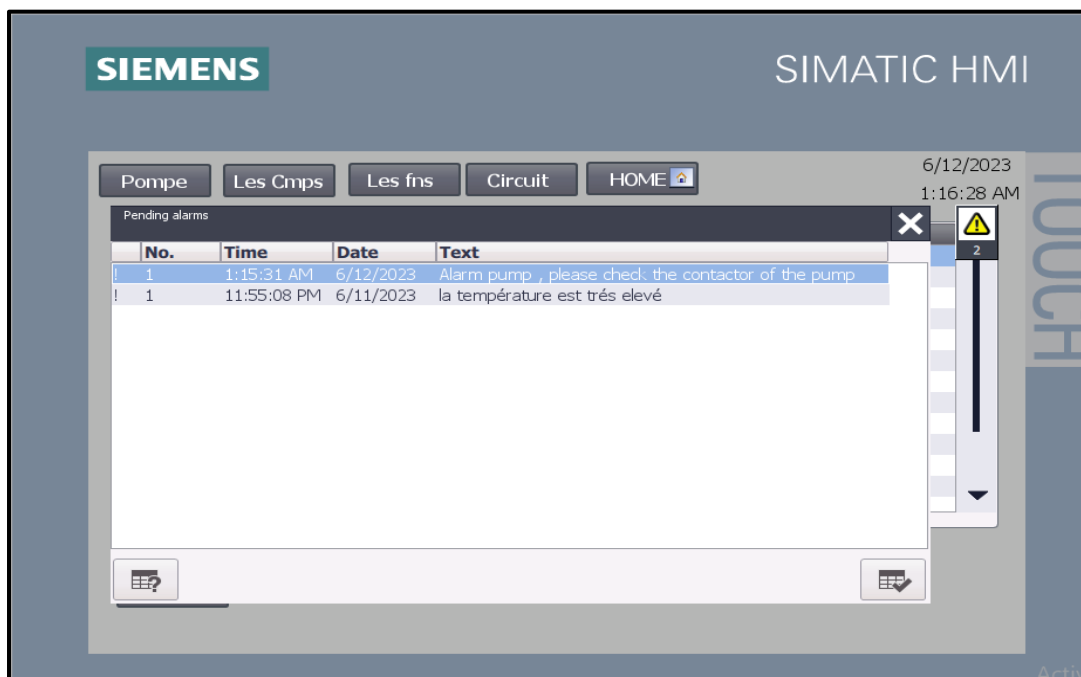 SIEMENS
SIMATIC HMI
TOUCH
Pompe Les Cmps Les fns Circuit HOME
6/12/2023
1:16:28 AM
Pending alarms
2
No. Time Date Text
! 1 1:15:31 AM 6/12/2023 Alarm pump , please check the contactor of the pump
! 1 11:55:08 PM 6/11/2023 la température est trés elevé
?
Activ